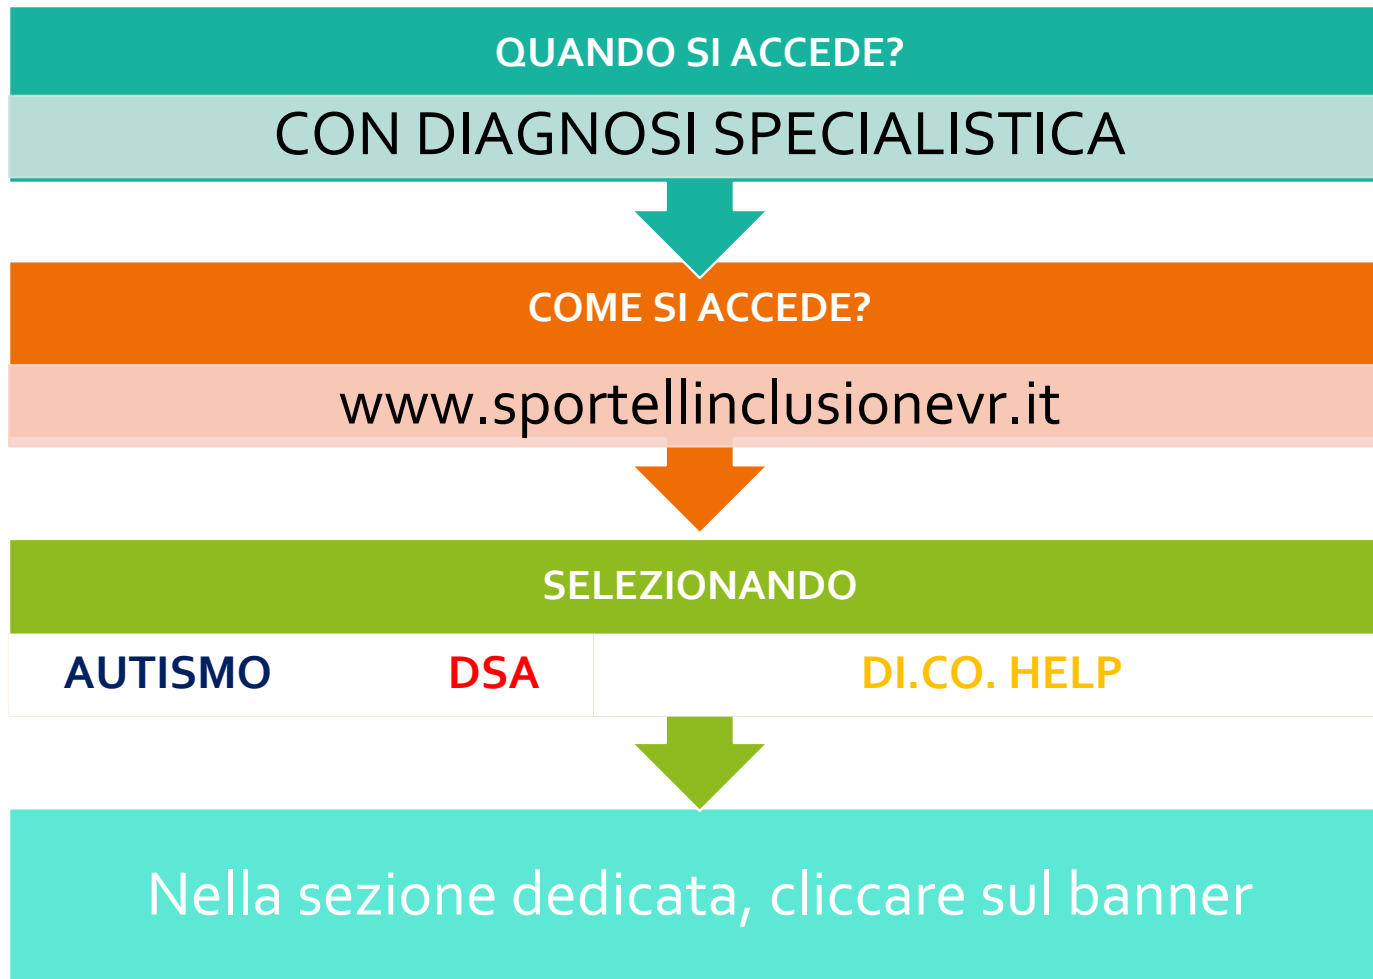 QUANDO SI ACCEDE?
CON DIAGNOSI SPECIALISTICA
COME SI ACCEDE?
www.sportellinclusionevr.it
SELEZIONANDO
AUTISMO DSA DI.CO. HELP
Nella sezione dedicata, cliccare sul banner